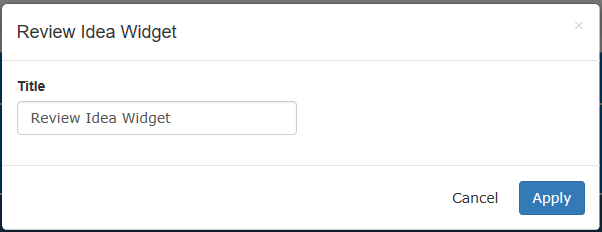 Review Idea Widget ×
Title
Review Idea Widget
Cancel Apply